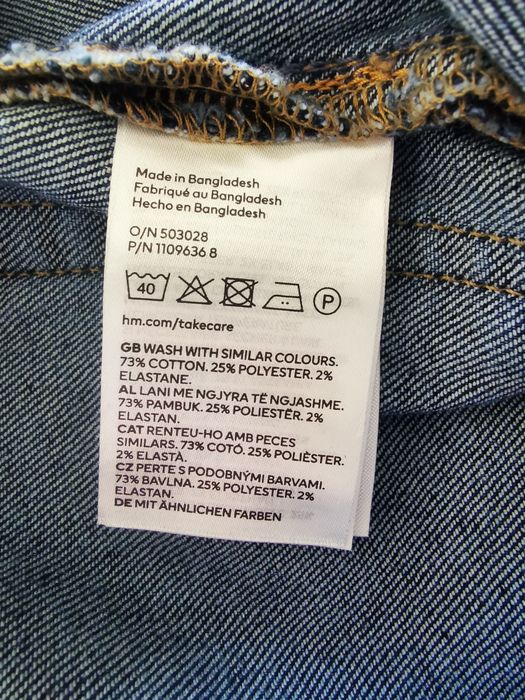 Made in Bangladesh
Fabriqué au Bangladesh
Hecho en Bangladesh
O/N 503028
P/N 1109636 8
40 P
hm.com/takecare
GB WASH WITH SIMILAR COLOURS.
73% COTTON. 25% POLYESTER. 2%
ELASTANE.
AL LANI ME NGJYRA TË NGJASHME.
73% PAMBUK. 25% POLIESTËR. 2%
ELASTAN.
CAT RENTEU-HO AMB PECES
SIMILARS. 73% COTÓ. 25% POLIÈSTER.
2% ELASTÀ.
CZ PERTE S PODOBNÝMI BARVAMI.
73% BAVLNA. 25% POLYESTER. 2%
ELASTAN.
DE MIT ÄHNLICHEN FARBEN